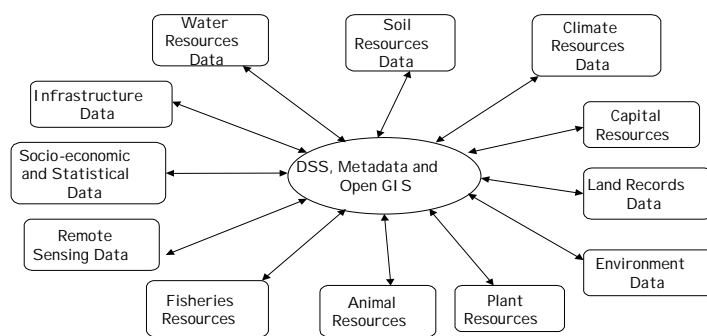 Water
Resources
Data
Soil
Resources
Data
Climate
Resources
Data
Infrastructure
Data
Capital
Resources
Socio-economic
and Statistical
Data
DSS, Metadata and
Open GIS
Land Records
Data
Remote
Sensing Data
Environment
Data
Fisheries
Resources
Animal
Resources
Plant
Resources